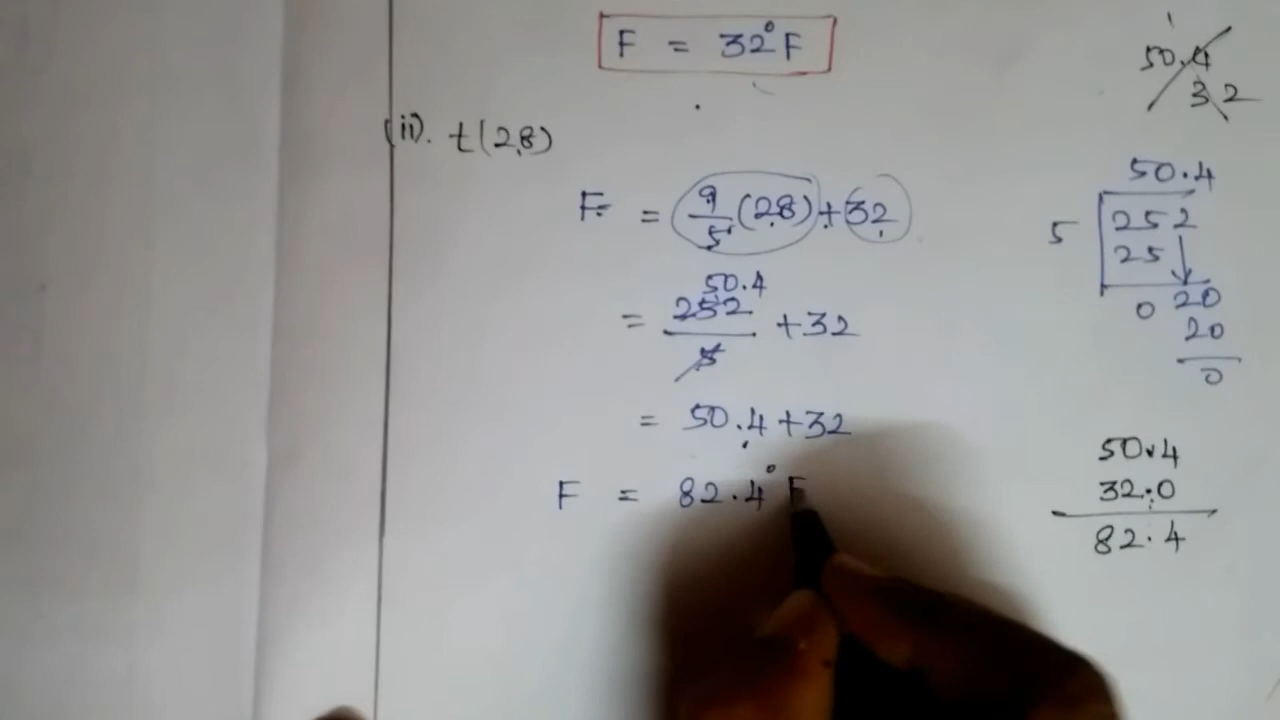 F = 32°F
(ii). t(28)
F = 9/5 (28) + 32
50.4
= 252/5 + 32
= 50.4 + 32
F = 82.4° F
50.4
32
50.4
5 252
25
0 20
20
0
50.4
32.0
82.4